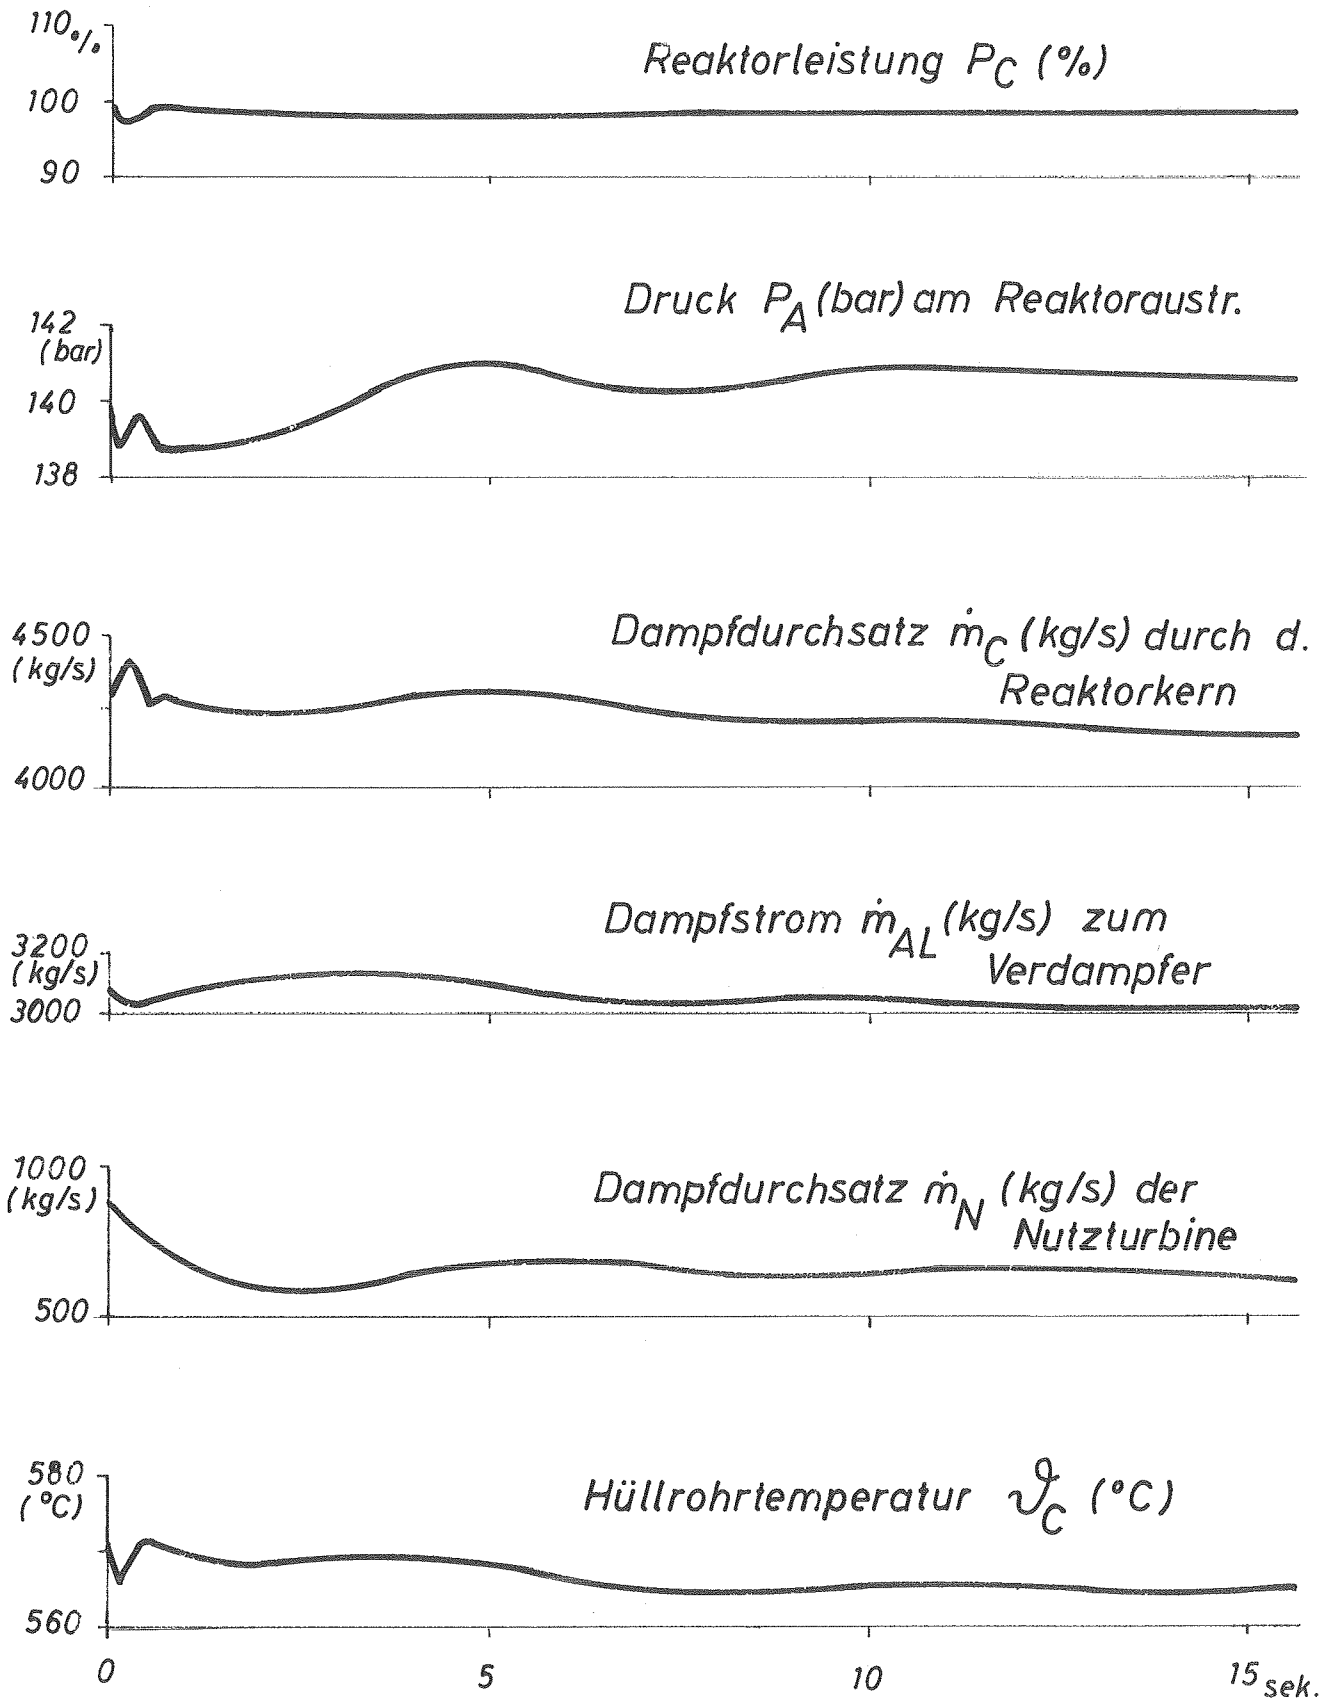 110
%
Reaktorleistung P_C (%)
100
90
Druck P_A (bar) am Reaktoraustr.
142
(bar)
140
138
Dampfdurchsatz ṁ_C (kg/s) durch d.
Reaktorkern
4500
(kg/s)
4000
Dampfstrom ṁ_AL (kg/s) zum
Verdampfer
3200
(kg/s)
3000
Dampfdurchsatz ṁ_N (kg/s) der
Nutzturbine
1000
(kg/s)
500
Hüllrohrtemperatur ϑ_C (°C)
580
(°C)
560
0 5 10 15 sek.